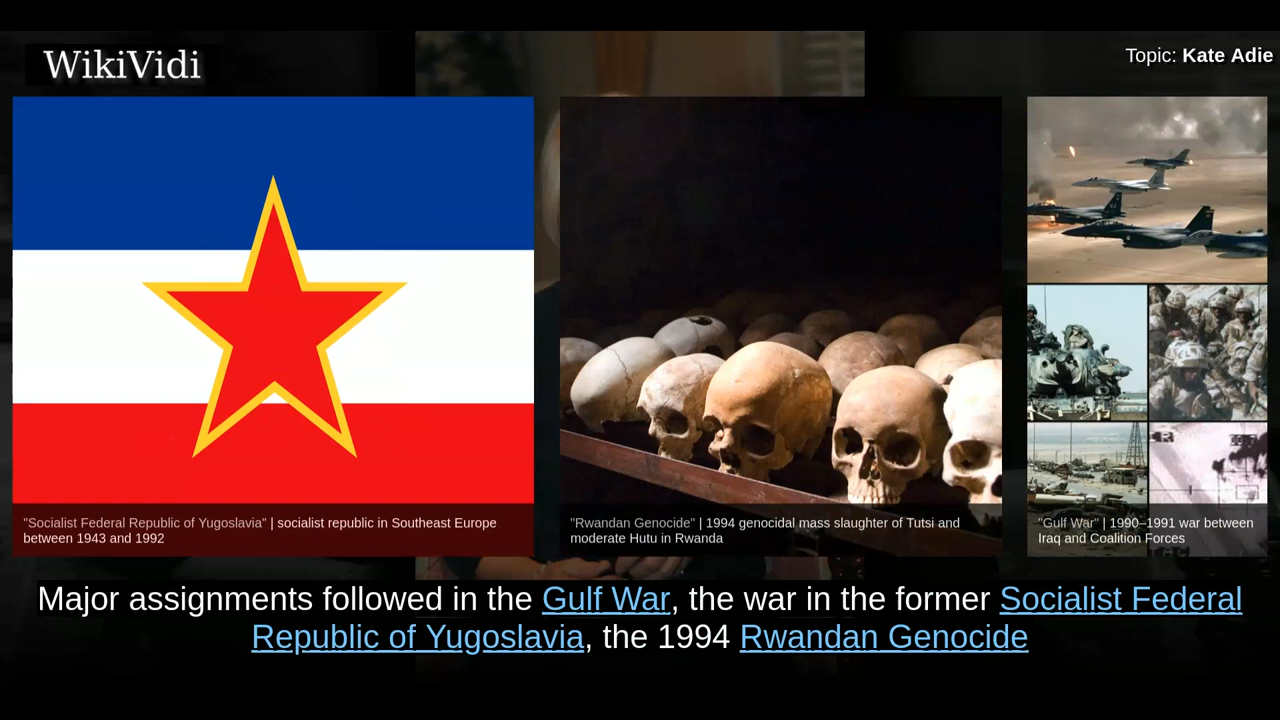 WikiVidi
Topic: Kate Adie
"Socialist Federal Republic of Yugoslavia" | socialist republic in Southeast Europe
between 1943 and 1992
"Rwandan Genocide" | 1994 genocidal mass slaughter of Tutsi and
moderate Hutu in Rwanda
"Gulf War" | 1990–1991 war between
Iraq and Coalition Forces
Major assignments followed in the Gulf War, the war in the former Socialist Federal
Republic of Yugoslavia, the 1994 Rwandan Genocide